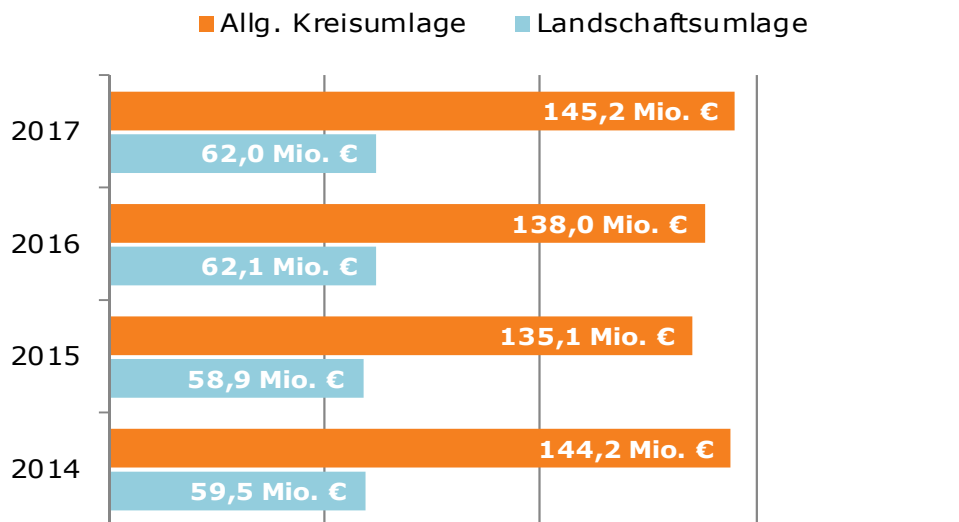 Allg. Kreisumlage Landschaftsumlage
2017
145,2 Mio. €
62,0 Mio. €
2016
138,0 Mio. €
62,1 Mio. €
2015
135,1 Mio. €
58,9 Mio. €
2014
144,2 Mio. €
59,5 Mio. €